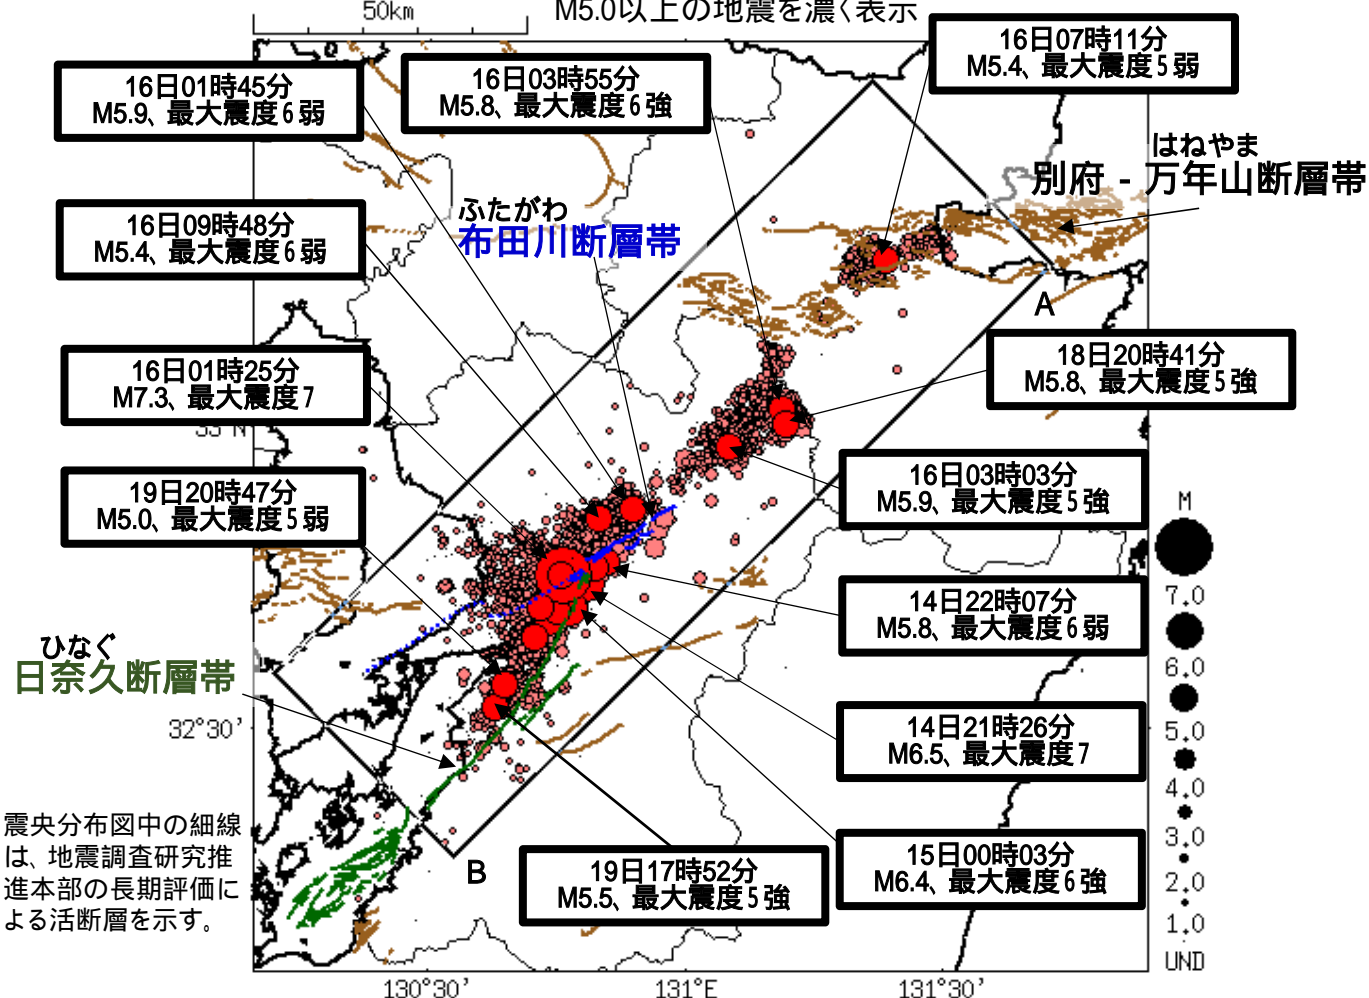 50km
M5.0以上の地震を濃く表示
16日07時11分
M5.4、最大震度5弱
16日01時45分
M5.9、最大震度6弱
16日03時55分
M5.8、最大震度6強
はねやま
別府 - 万年山断層帯
16日09時48分
M5.4、最大震度6弱
ふたがわ
布田川断層帯
A
16日01時25分
M7.3、最大震度7
18日20時41分
M5.8、最大震度5強
33°N
19日20時47分
M5.0、最大震度5弱
16日03時03分
M5.9、最大震度5強
M
7.0
6.0
5.0
4.0
3.0
2.0
1.0
UND
14日22時07分
M5.8、最大震度6弱
ひなぐ
日奈久断層帯
32°30'
14日21時26分
M6.5、最大震度7
震央分布図中の細線
は、地震調査研究推
進本部の長期評価に
よる活断層を示す。
B
19日17時52分
M5.5、最大震度5強
15日00時03分
M6.4、最大震度6強
130°30'
131°E
131°30'